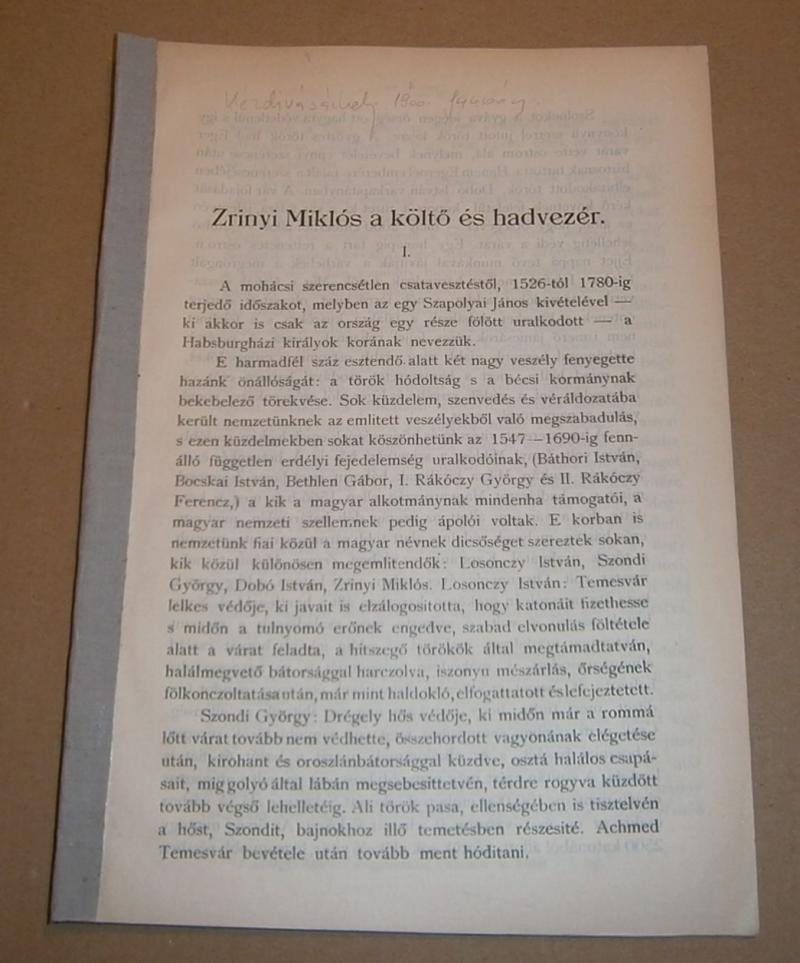 Kezdivásárhely 1900.
Zrinyi Miklós a költő és hadvezér.
I.
A mohácsi szerencsétlen csatavesztéstől, 1526-tól 1780-ig
terjedő időszakot, melyben az egy Szapolyai János kivételével —
ki akkor is csak az ország egy része fölött uralkodott — a
Habsburgházi királyok korának nevezzük.
E harmadfél száz esztendő alatt két nagy veszély fenyegette
hazánk önállóságát: a török hódoltság s a bécsi kormánynak
bekebelező törekvése. Sok küzdelem, szenvedés és véráldozatába
került nemzetünknek az emlitett veszélyekből való megszabadulás,
s ezen küzdelmekben sokat köszönhetünk az 1547—1690-ig fenn-
álló független erdélyi fejedelemség uralkodóinak, (Báthori István,
Bocskai István, Bethlen Gábor, I. Rákóczy György és II. Rákóczy
Ferencz,) a kik a magyar alkotmánynak mindenha támogatói, a
magyar nemzeti szellemnek pedig ápolói voltak. E korban is
nemzetünk fiai közül a magyar névnek dicsőséget szereztek sokan,
kik közül különösen megemlitendők: Losonczy István, Szondi
György, Dobó István, Zrinyi Miklós. Losonczy István: Temesvár
lelkes védője, ki javait is elzálogositotta, hogy katonáit fizethesse
s midőn a tulnyomó erőnek engedve, szabad elvonulás föltétele
alatt a várat feladta, a hitszegő törökök által megtámadtatván,
halálmegvető bátorsággal harczolva, iszonyu mészárlás, őrségének
fölkonczoltatása után, már mint haldokló, elfogattatott és lefejeztetett.
Szondi György: Drégely hős védője, ki midőn már a rommá
lőtt várat tovább nem védhette, összehordott vagyonának elégetése
után, kirohant és oroszlánbátorsággal küzdve, osztá halálos csapá-
sait, mig golyó által lábán megsebesittetvén, térdre rogyva küzdött
tovább végső lehelletéig. Ali török pasa, ellenségében is tisztelvén
a hőst, Szondit, bajnokhoz illő temetésben részesité. Achmed
Temesvár bevétele után tovább ment hóditani.